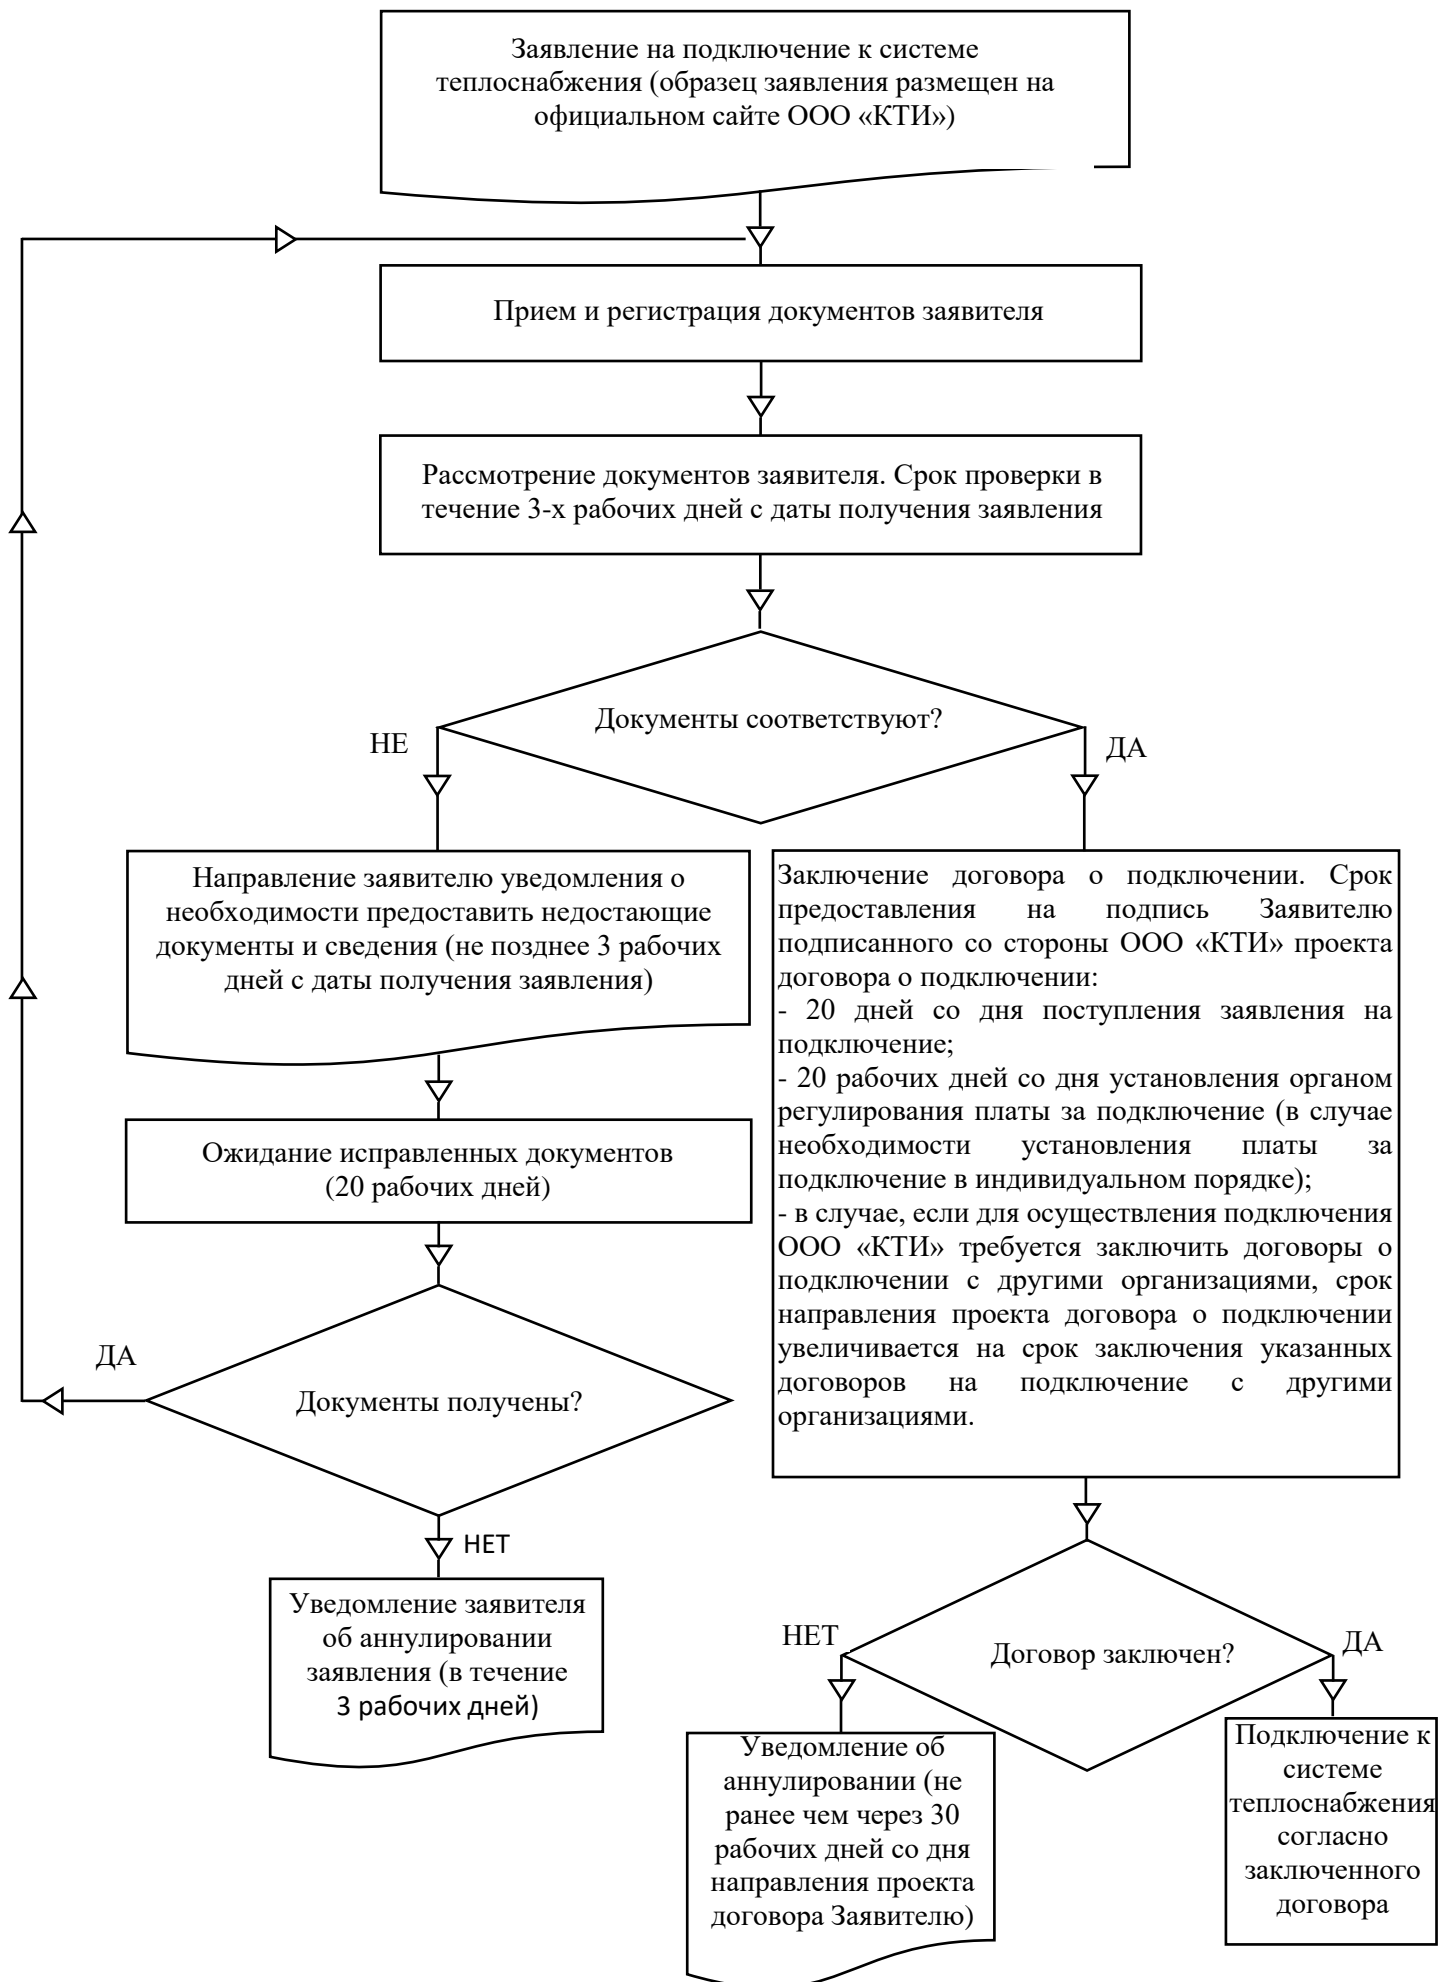 Заявление на подключение к системе
теплоснабжения (образец заявления размещен на
официальном сайте ООО «КТИ»)
Прием и регистрация документов заявителя
Рассмотрение документов заявителя. Срок проверки в
течение 3-х рабочих дней с даты получения заявления
Документы соответствуют?
НЕ
ДА
Направление заявителю уведомления о
необходимости предоставить недостающие
документы и сведения (не позднее 3 рабочих
дней с даты получения заявления)
Ожидание исправленных документов
(20 рабочих дней)
ДА
Документы получены?
НЕТ
Уведомление заявителя
об аннулировании
заявления (в течение
3 рабочих дней)
Заключение договора о подключении. Срок
предоставления на подпись Заявителю
подписанного со стороны ООО «КТИ» проекта
договора о подключении:
- 20 дней со дня поступления заявления на
подключение;
- 20 рабочих дней со дня установления органом
регулирования платы за подключение (в случае
необходимости установления платы за
подключение в индивидуальном порядке);
- в случае, если для осуществления подключения
ООО «КТИ» требуется заключить договоры о
подключении с другими организациями, срок
направления проекта договора о подключении
увеличивается на срок заключения указанных
договоров на подключение с другими
организациями.
НЕТ
Договор заключен?
ДА
Уведомление об
аннулировании (не
ранее чем через 30
рабочих дней со дня
направления проекта
договора Заявителю)
Подключение к
системе
теплоснабжения
согласно
заключенного
договора